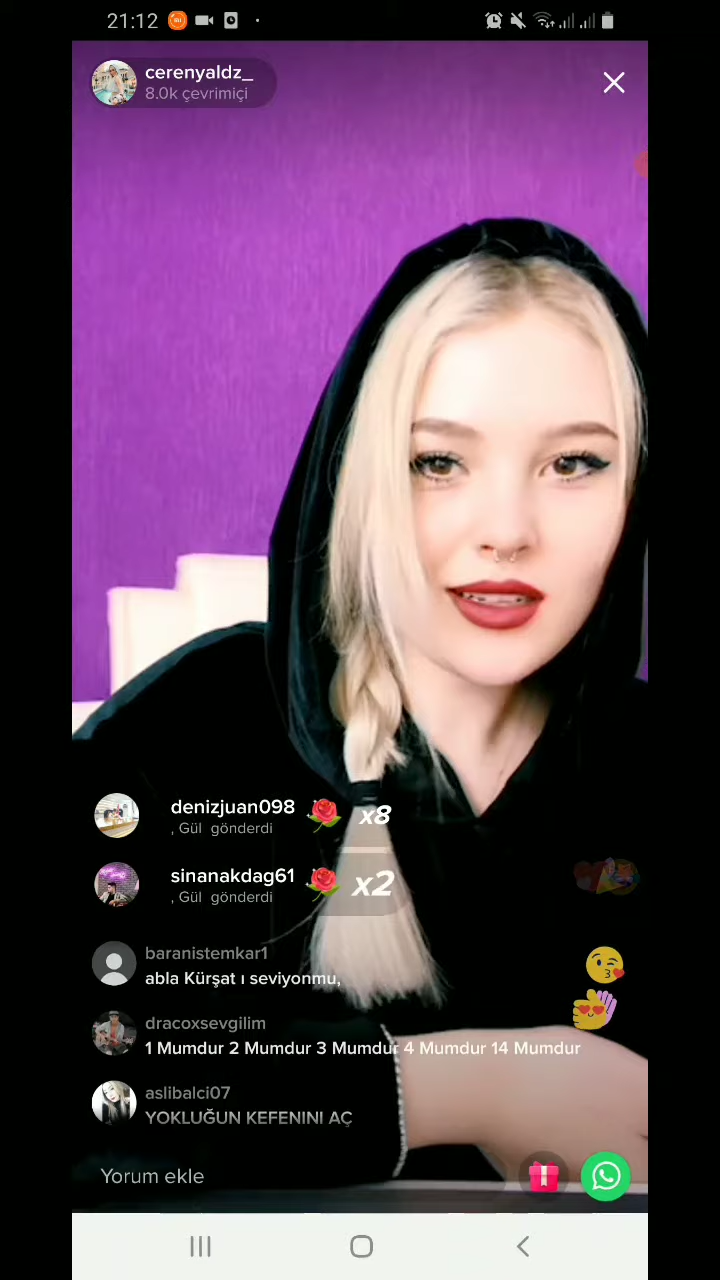 21:12
cerenyaldz_
8.0k çevrimiçi
denizjuan098
, Gül gönderdi
x8
sinanakdag61
, Gül gönderdi
x2
baranistemkar1
abla Kürşat ı seviyonmu,
dracoxsevgilim
1 Mumdur 2 Mumdur 3 Mumdur 4 Mumdur 14 Mumdur
aslibalci07
YOKLUĞUN KEFENINI AÇ
Yorum ekle